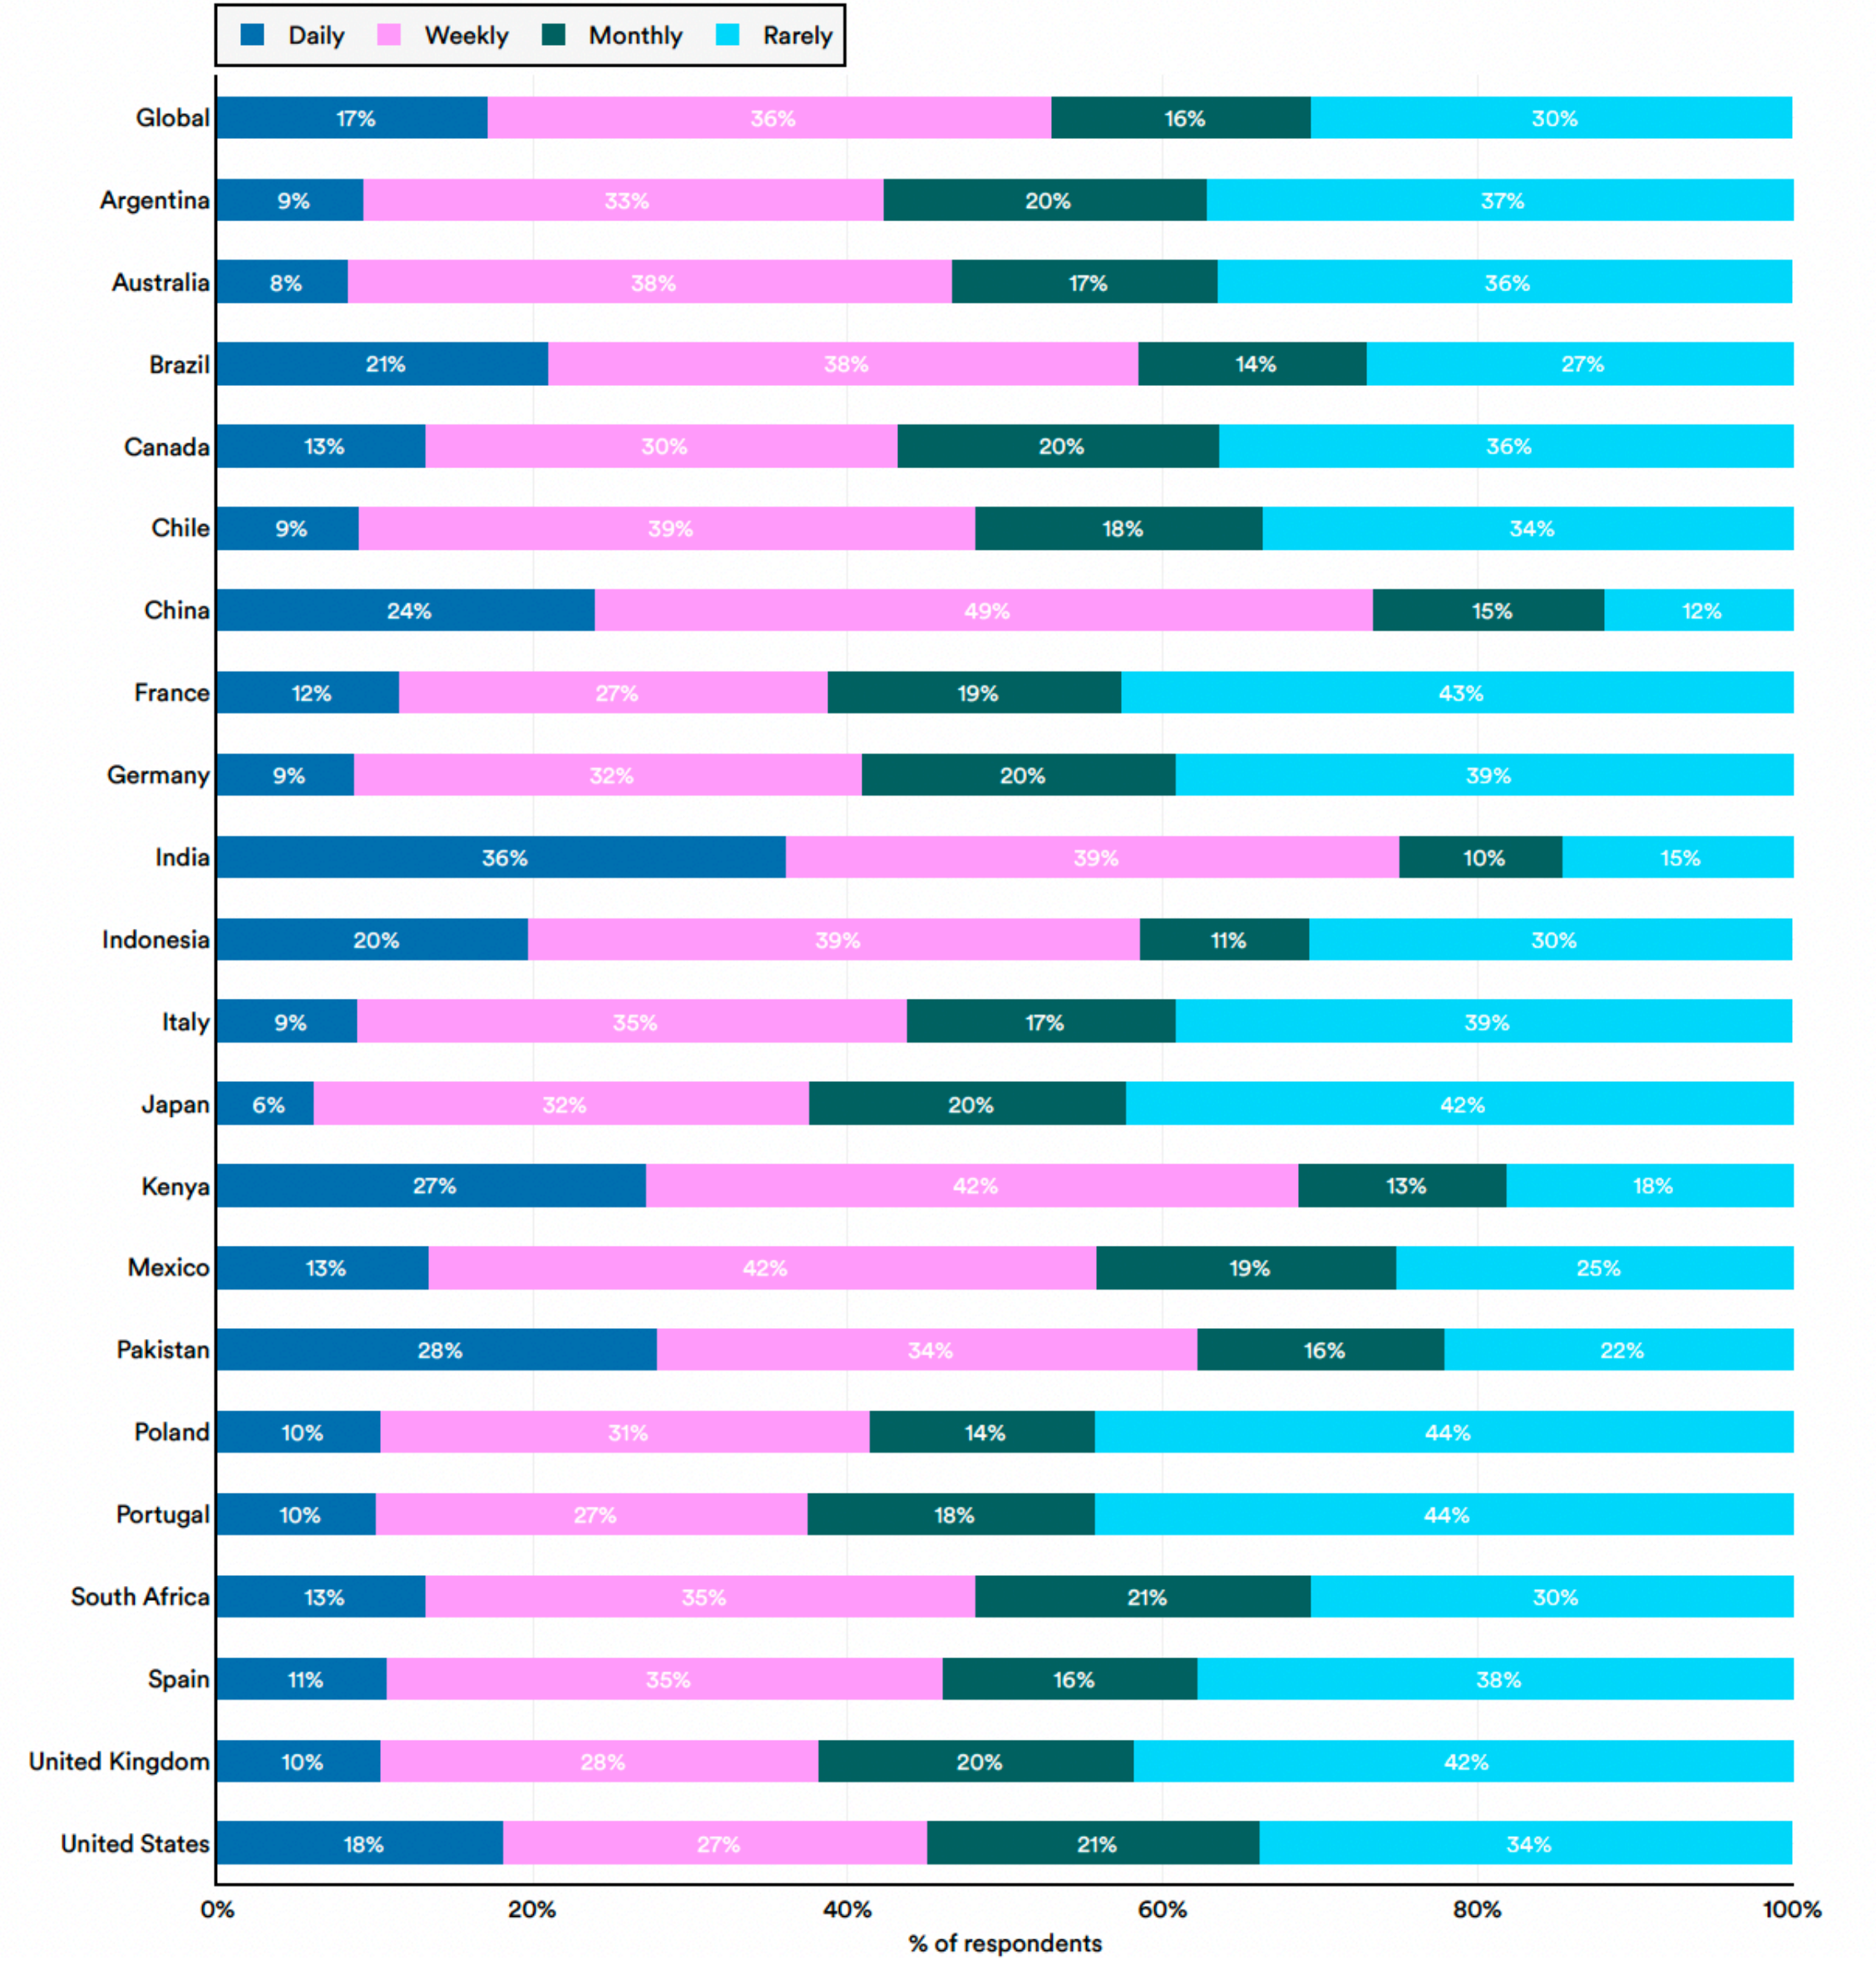 Daily Weekly Monthly Rarely
Global 17% 36% 16% 30%
Argentina 9% 33% 20% 37%
Australia 8% 38% 17% 36%
Brazil 21% 38% 14% 27%
Canada 13% 30% 20% 36%
Chile 9% 39% 18% 34%
China 24% 49% 15% 12%
France 12% 27% 19% 43%
Germany 9% 32% 20% 39%
India 36% 39% 10% 15%
Indonesia 20% 39% 11% 30%
Italy 9% 35% 17% 39%
Japan 6% 32% 20% 42%
Kenya 27% 42% 13% 18%
Mexico 13% 42% 19% 25%
Pakistan 28% 34% 16% 22%
Poland 10% 31% 14% 44%
Portugal 10% 27% 18% 44%
South Africa 13% 35% 21% 30%
Spain 11% 35% 16% 38%
United Kingdom 10% 28% 20% 42%
United States 18% 27% 21% 34%
0% 20% 40% 60% 80% 100%
% of respondents